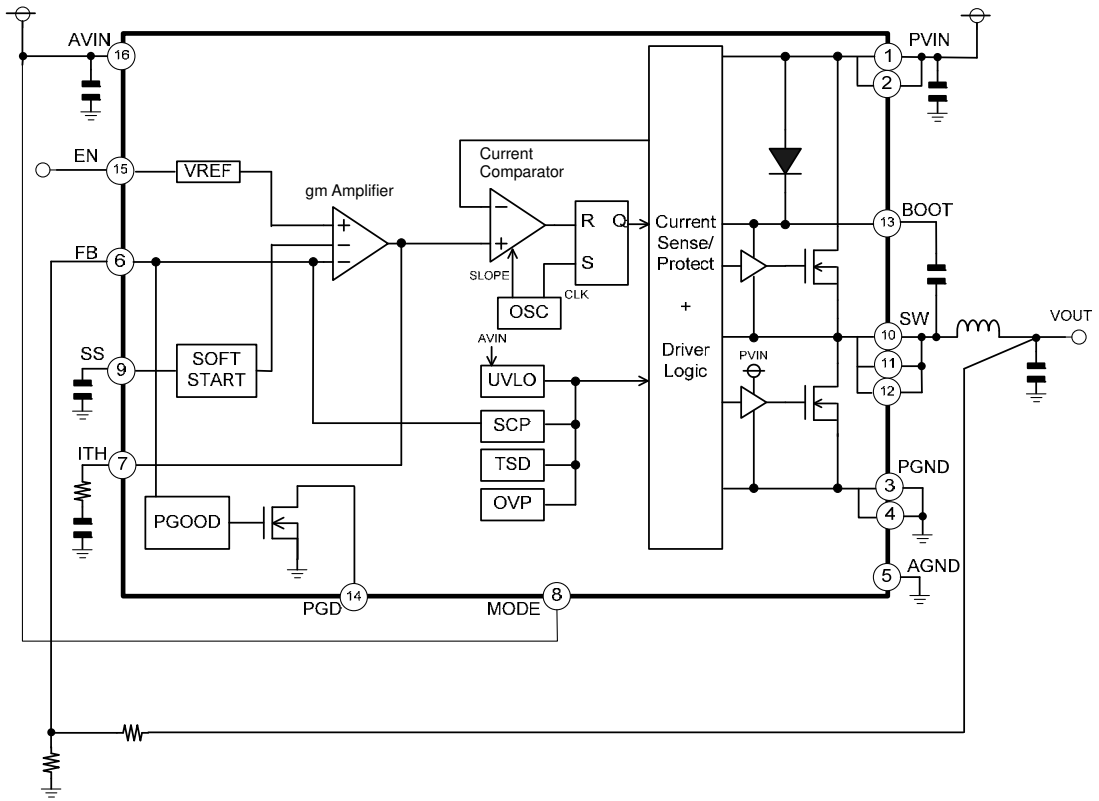 AVIN
16
PVIN
1
2
EN
15
VREF
gm Amplifier
+
−
−
Current
Comparator
−
+
SLOPE
R
Q
S
CLK
OSC
Current
Sense/
Protect
+
Driver
Logic
BOOT
13
FB
6
SS
9
SOFT
START
AVIN
UVLO
SCP
TSD
OVP
PVIN
SW
10
11
12
VOUT
ITH
7
PGOOD
PGND
3
4
AGND
5
PGD
14
MODE
8